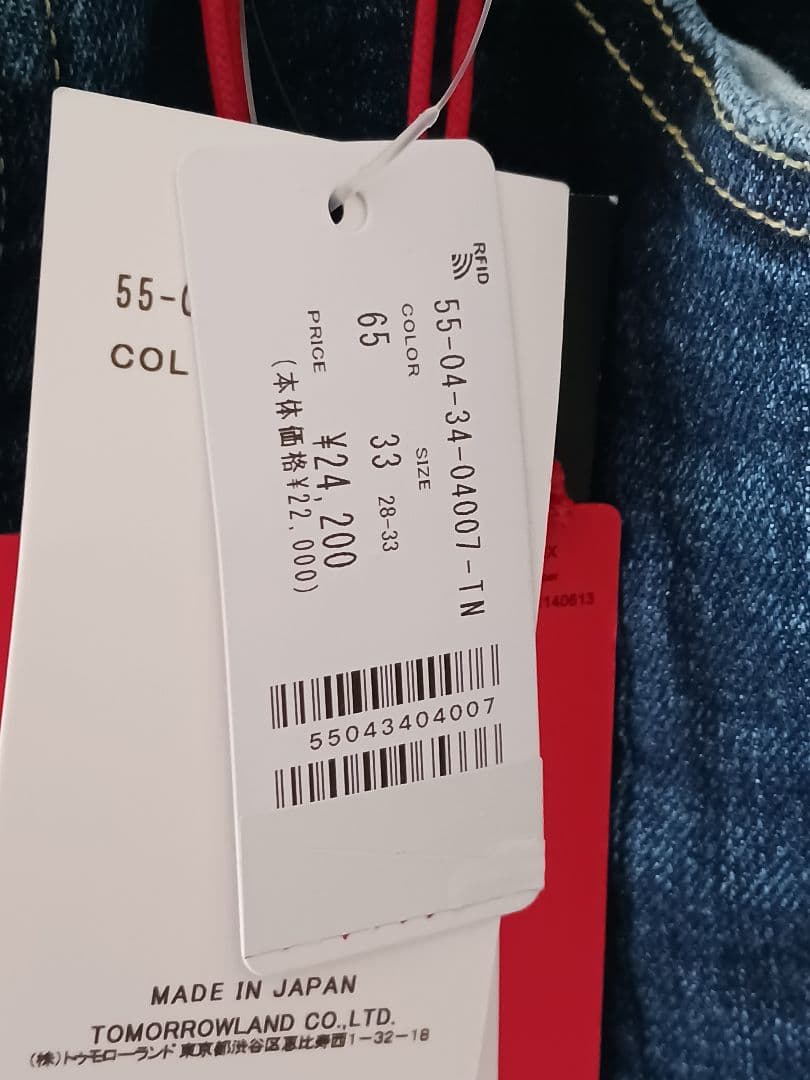 RFID
55-04-34-04007-TN
COLOR SIZE
65 33 28-33
PRICE ¥24,200
(本体価格¥22,000)
55043404007
55-0
COL
MADE IN JAPAN
TOMORROWLAND CO.,LTD.
(株)トゥモローランド 東京都渋谷区恵比寿西1-32-18
X
140613